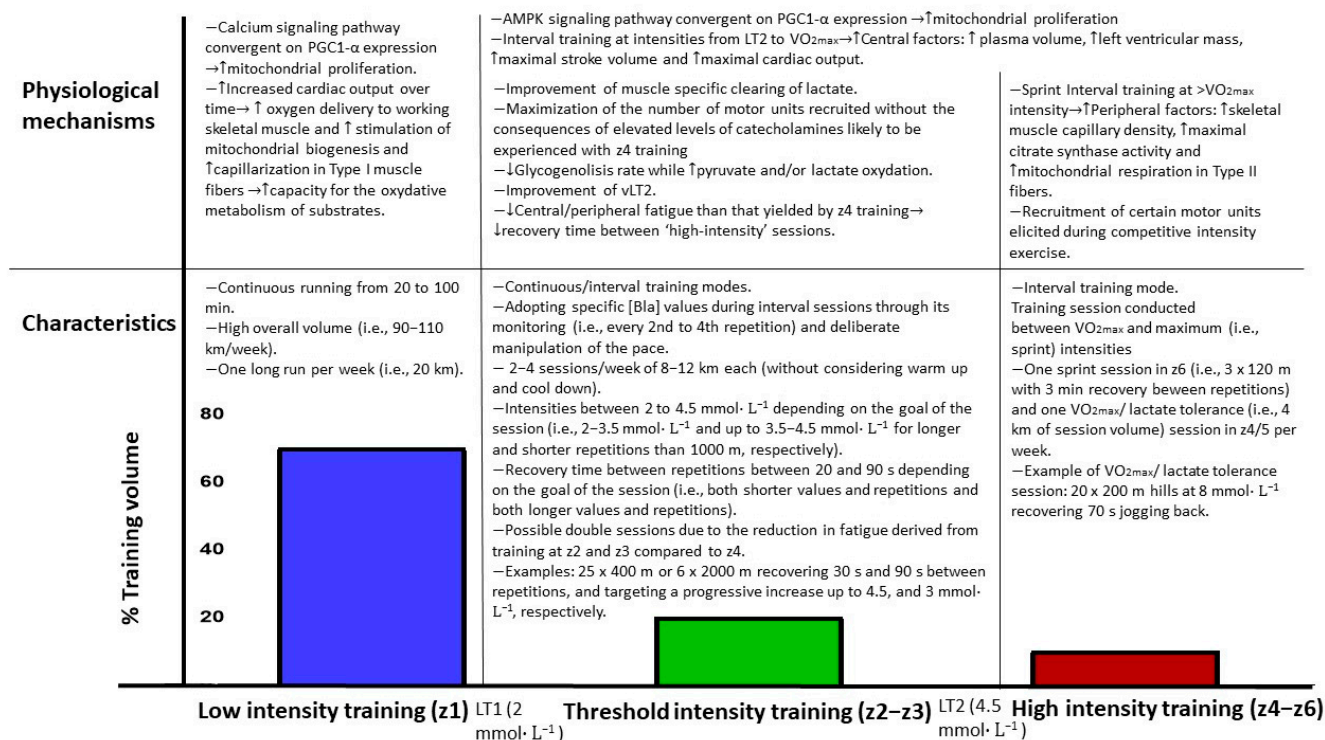 Physiological
mechanisms
−Calcium signaling pathway
convergent on PGC1-α expression
→↑mitochondrial proliferation.
−↑Increased cardiac output over
time→ ↑ oxygen delivery to working
skeletal muscle and ↑ stimulation of
mitochondrial biogenesis and
↑capillarization in Type I muscle
fibers →↑capacity for the oxydative
metabolism of substrates.
−AMPK signaling pathway convergent on PGC1-α expression →↑mitochondrial proliferation
−Interval training at intensities from LT2 to VO2max→↑Central factors: ↑ plasma volume, ↑left ventricular mass,
↑maximal stroke volume and ↑maximal cardiac output.
−Improvement of muscle specific clearing of lactate.
−Maximization of the number of motor units recruited without the
consequences of elevated levels of catecholamines likely to be
experienced with z4 training
−↓Glycogenolisis rate while ↑pyruvate and/or lactate oxydation.
−Improvement of vLT2.
−↓Central/peripheral fatigue than that yielded by z4 training→
↓recovery time between ‘high-intensity’ sessions.
−Sprint Interval training at >VO2max
intensity→↑Peripheral factors: ↑skeletal
muscle capillary density, ↑maximal
citrate synthase activity and
↑mitochondrial respiration in Type II
fibers.
−Recruitment of certain motor units
elicited during competitive intensity
exercise.
Characteristics
−Continuous running from 20 to 100
min.
−High overall volume (i.e., 90−110
km/week).
−One long run per week (i.e., 20 km).
−Continuous/interval training modes.
−Adopting specific [Bla] values during interval sessions through its
monitoring (i.e., every 2nd to 4th repetition) and deliberate
manipulation of the pace.
− 2−4 sessions/week of 8−12 km each (without considering warm up
and cool down).
−Intensities between 2 to 4.5 mmol· L⁻¹ depending on the goal of the
session (i.e., 2−3.5 mmol· L⁻¹ and up to 3.5−4.5 mmol· L⁻¹ for longer
and shorter repetitions than 1000 m, respectively).
−Recovery time between repetitions between 20 and 90 s depending
on the goal of the session (i.e., both shorter values and repetitions and
both longer values and repetitions).
−Possible double sessions due to the reduction in fatigue derived from
training at z2 and z3 compared to z4.
−Examples: 25 x 400 m or 6 x 2000 m recovering 30 s and 90 s between
repetitions, and targeting a progressive increase up to 4.5, and 3 mmol·
L⁻¹, respectively.
−Interval training mode.
Training session conducted
between VO2max and maximum (i.e.,
sprint) intensities
−One sprint session in z6 (i.e., 3 x 120 m
with 3 min recovery beween repetitions)
and one VO2max/ lactate tolerance (i.e., 4
km of session volume) session in z4/5 per
week.
−Example of VO2max/ lactate tolerance
session: 20 x 200 m hills at 8 mmol· L⁻¹
recovering 70 s jogging back.
% Training volume
80
60
40
20
Low intensity training (z1)
LT1 (2
mmol· L⁻¹)
Threshold intensity training (z2−z3)
LT2 (4.5
mmol· L⁻¹)
High intensity training (z4−z6)